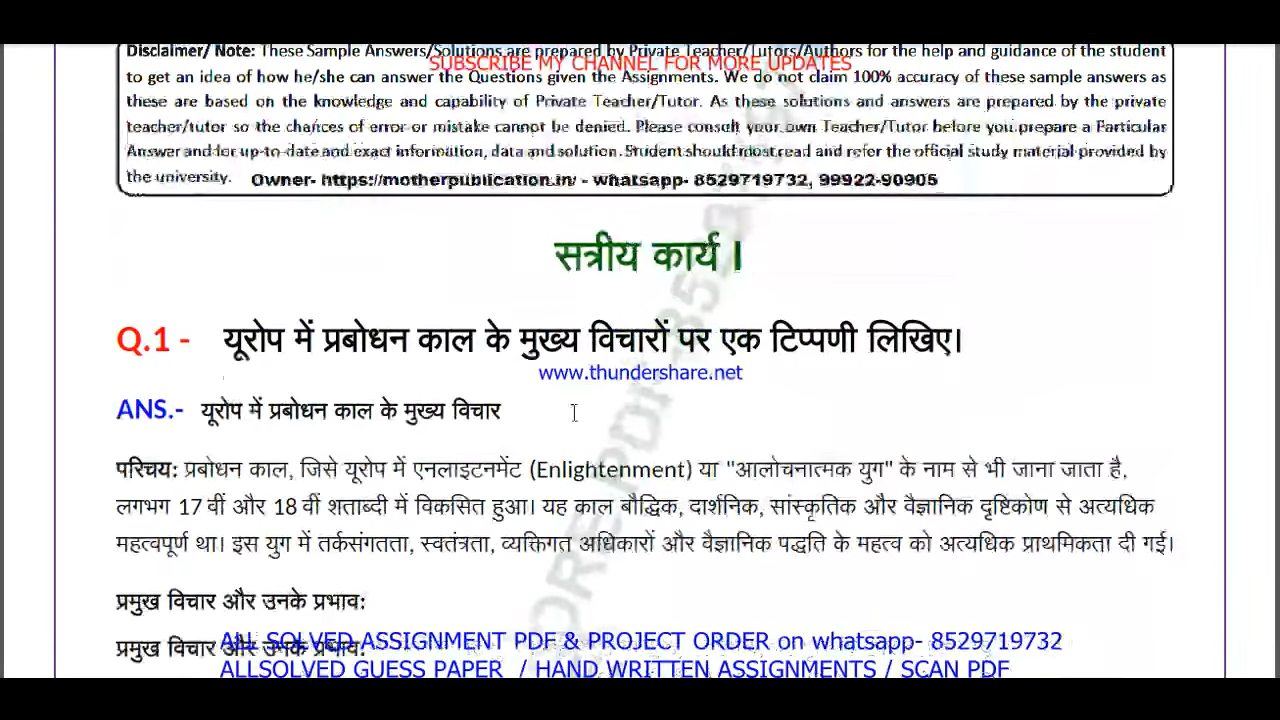 Disclaimer/ Note: These Sample Answers/Solutions are prepared by Private Teacher/Tutors/Authors for the help and guidance of the student
SUBSCRIBE MY CHANNEL FOR MORE UPDATES
to get an idea of how he/she can answer the Questions given the Assignments. We do not claim 100% accuracy of these sample answers as
these are based on the knowledge and capability of Private Teacher/Tutor. As these solutions and answers are prepared by the private
teacher/tutor so the chances of error or mistake cannot be denied. Please consult your own Teacher/Tutor before you prepare a Particular
Answer and for up-to-date and exact information, data and solution. Student should must read and refer the official study material provided by
the university. Owner- https://motherpublication.in/ - whatsapp- 8529719732, 99922-90905
सत्रीय कार्य I
Q.1 - यूरोप में प्रबोधन काल के मुख्य विचारों पर एक टिप्पणी लिखिए।
www.thundershare.net
ANS.- यूरोप में प्रबोधन काल के मुख्य विचार
परिचय: प्रबोधन काल, जिसे यूरोप में एनलाइटनमेंट (Enlightenment) या "आलोचनात्मक युग" के नाम से भी जाना जाता है,
लगभग 17 वीं और 18 वीं शताब्दी में विकसित हुआ। यह काल बौद्धिक, दार्शनिक, सांस्कृतिक और वैज्ञानिक दृष्टिकोण से अत्यधिक
महत्वपूर्ण था। इस युग में तर्कसंगतता, स्वतंत्रता, व्यक्तिगत अधिकारों और वैज्ञानिक पद्धति के महत्व को अत्यधिक प्राथमिकता दी गई।
प्रमुख विचार और उनके प्रभाव:
प्रमुख विचार और उनके प्रभाव:
ALL SOLVED ASSIGNMENT PDF & PROJECT ORDER on whatsapp- 8529719732
ALLSOLVED GUESS PAPER / HAND WRITTEN ASSIGNMENTS / SCAN PDF